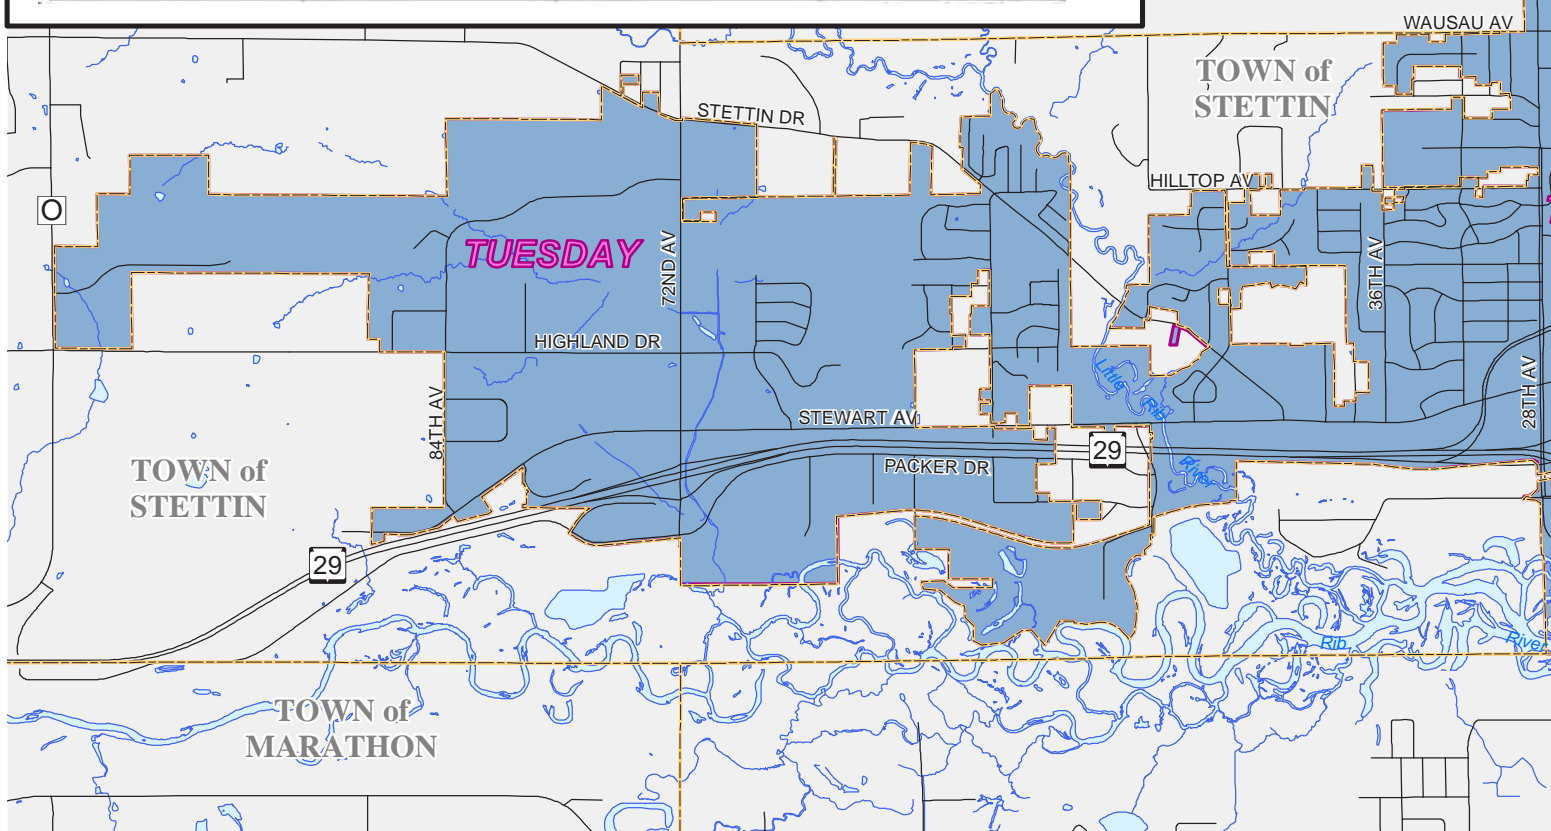 WAUSAU AV
TOWN of
STETTIN
STETTIN DR
HILLTOP AV
O
TUESDAY
72ND AV
36TH AV
HIGHLAND DR
Little
Rib
River
28TH AV
84TH AV
STEWART AV
29
PACKER DR
TOWN of
STETTIN
29
Rib
River
TOWN of
MARATHON